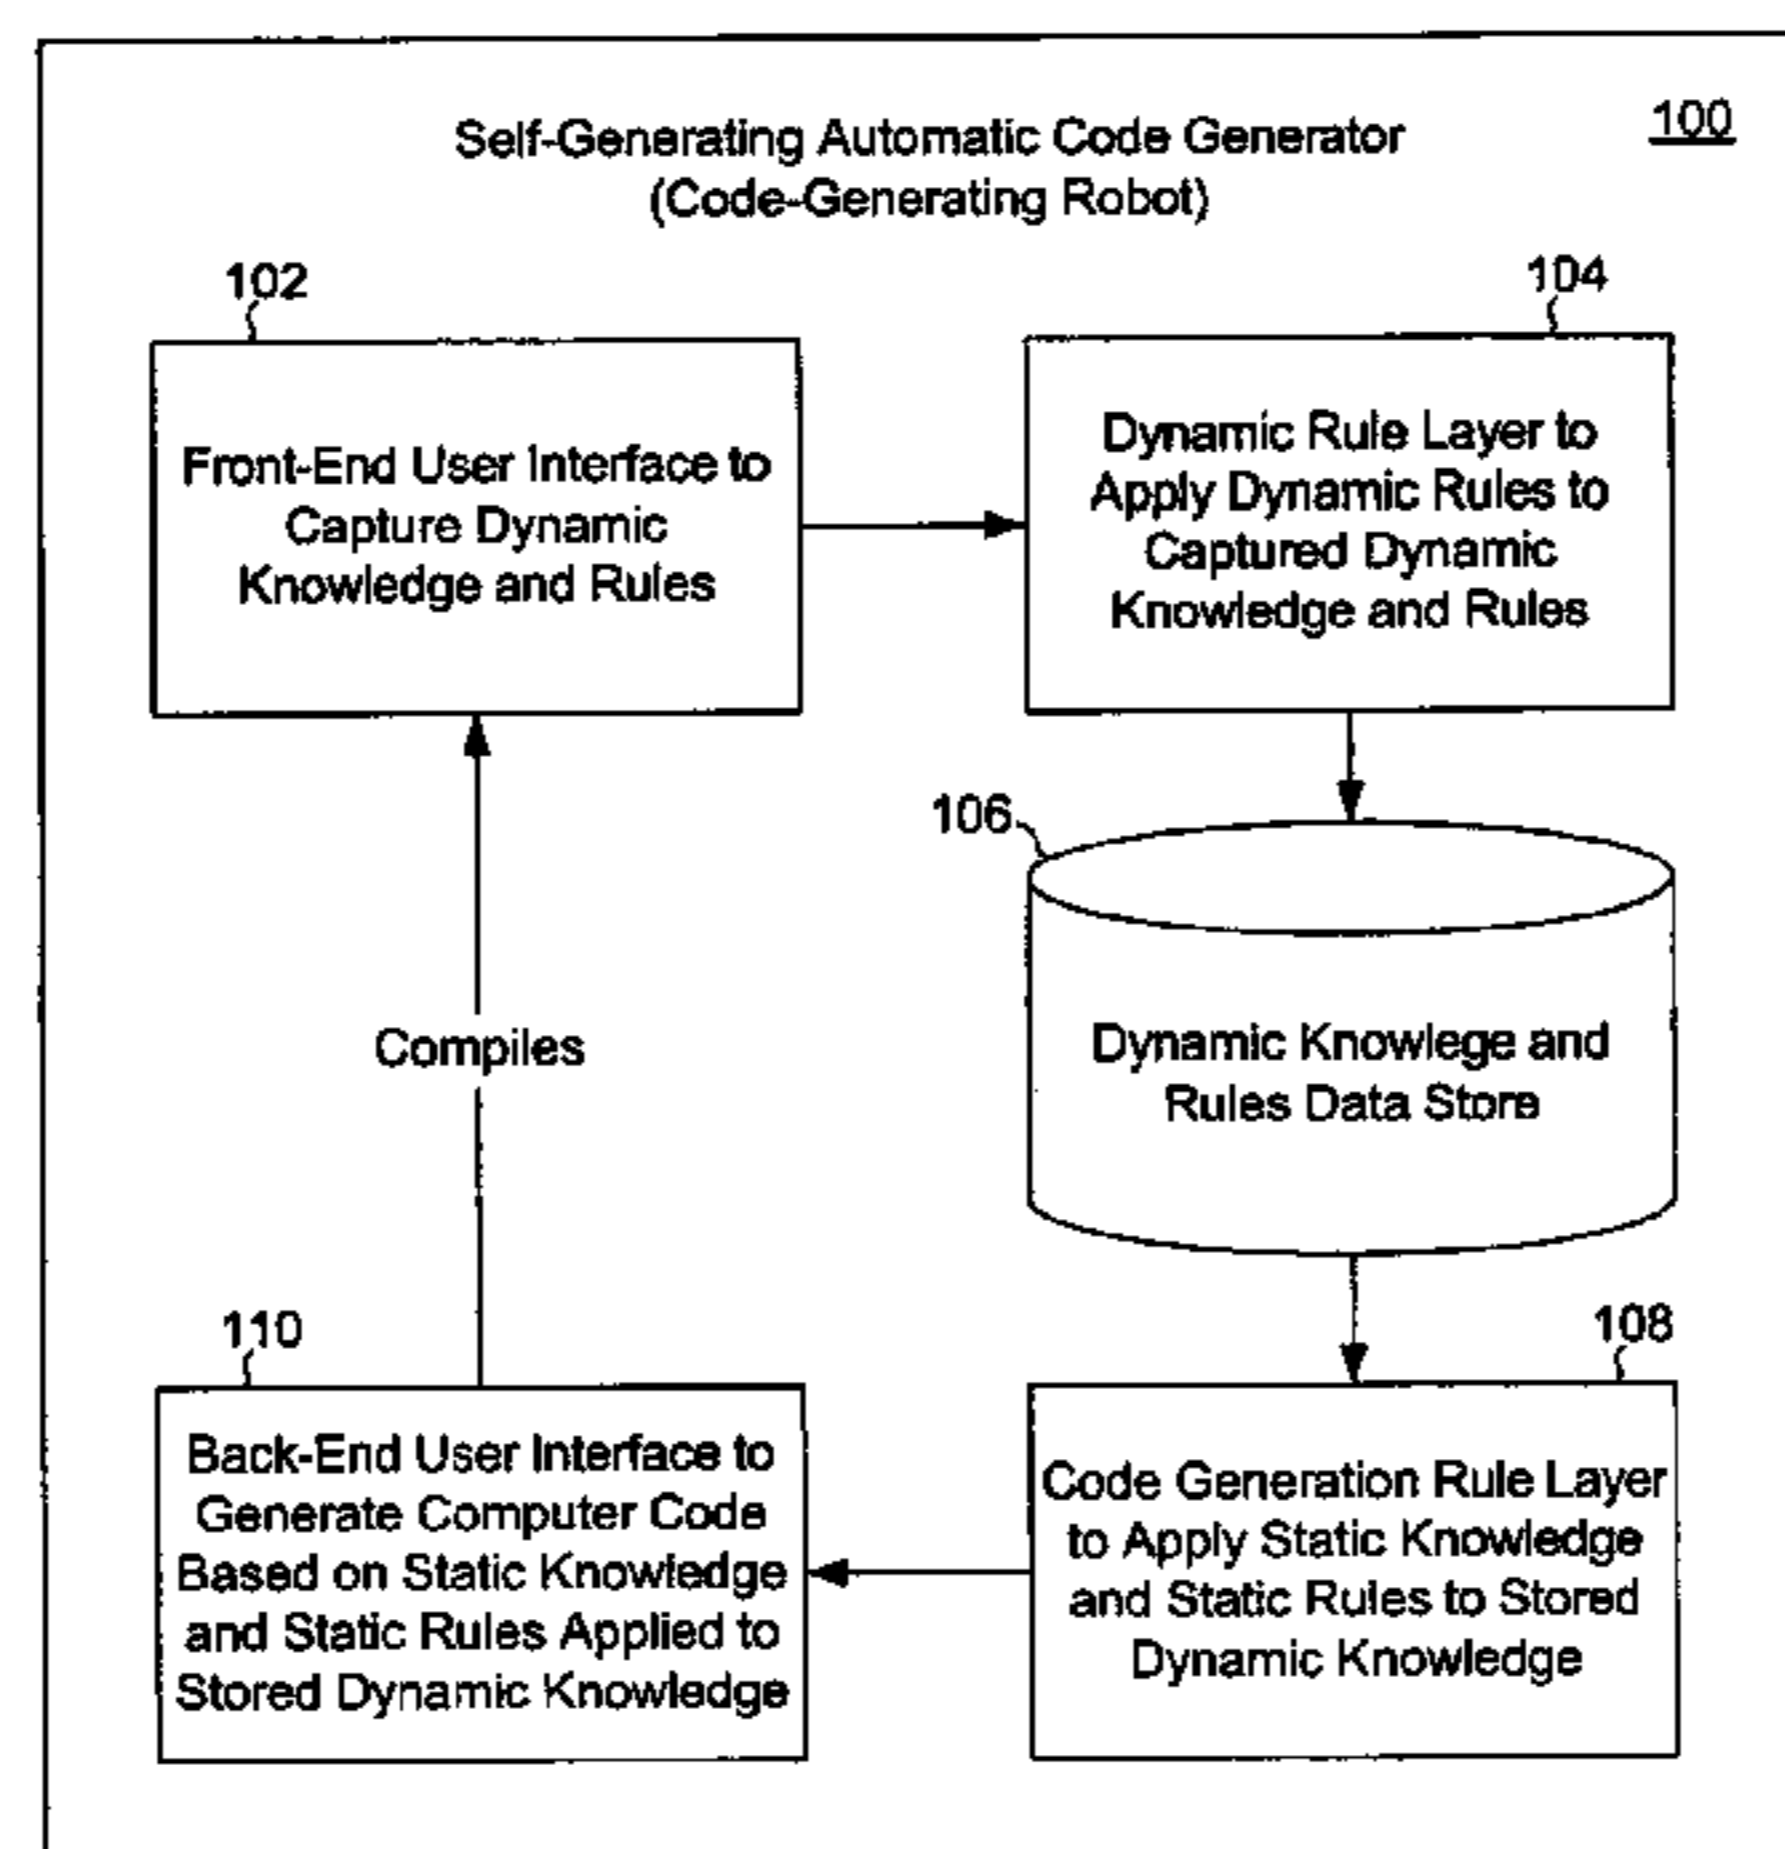 Self-Generating Automatic Code Generator
(Code-Generating Robot)
100
102
Front-End User Interface to
Capture Dynamic
Knowledge and Rules
104
Dynamic Rule Layer to
Apply Dynamic Rules to
Captured Dynamic
Knowledge and Rules
106
Dynamic Knowlege and
Rules Data Store
Compiles
110
Back-End User Interface to
Generate Computer Code
Based on Static Knowledge
and Static Rules Applied to
Stored Dynamic Knowledge
108
Code Generation Rule Layer
to Apply Static Knowledge
and Static Rules to Stored
Dynamic Knowledge